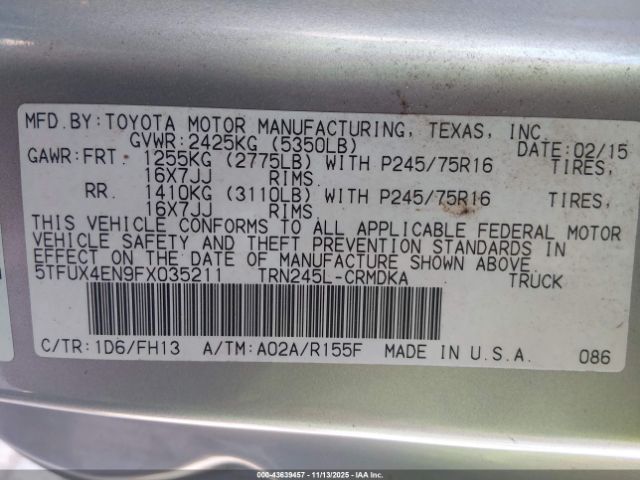 MFD.BY:TOYOTA MOTOR MANUFACTURING, TEXAS, INC.
GVWR:2425KG (5350LB) DATE:02/15
GAWR:FRT. 1255KG (2775LB) WITH P245/75R16 TIRES,
16X7JJ RIMS.
RR. 1410KG (3110LB) WITH P245/75R16 TIRES,
16X7JJ RIMS.
THIS VEHICLE CONFORMS TO ALL APPLICABLE FEDERAL MOTOR
VEHICLE SAFETY AND THEFT PREVENTION STANDARDS IN
EFFECT ON THE DATE OF MANUFACTURE SHOWN ABOVE.
5TFUX4EN9FX035211 TRN245L-CRMDKA TRUCK
C/TR:1D6/FH13 A/TM:A02A/R155F MADE IN U.S.A. 086
000-43639457 | 11/13/2025 | COPART.CA